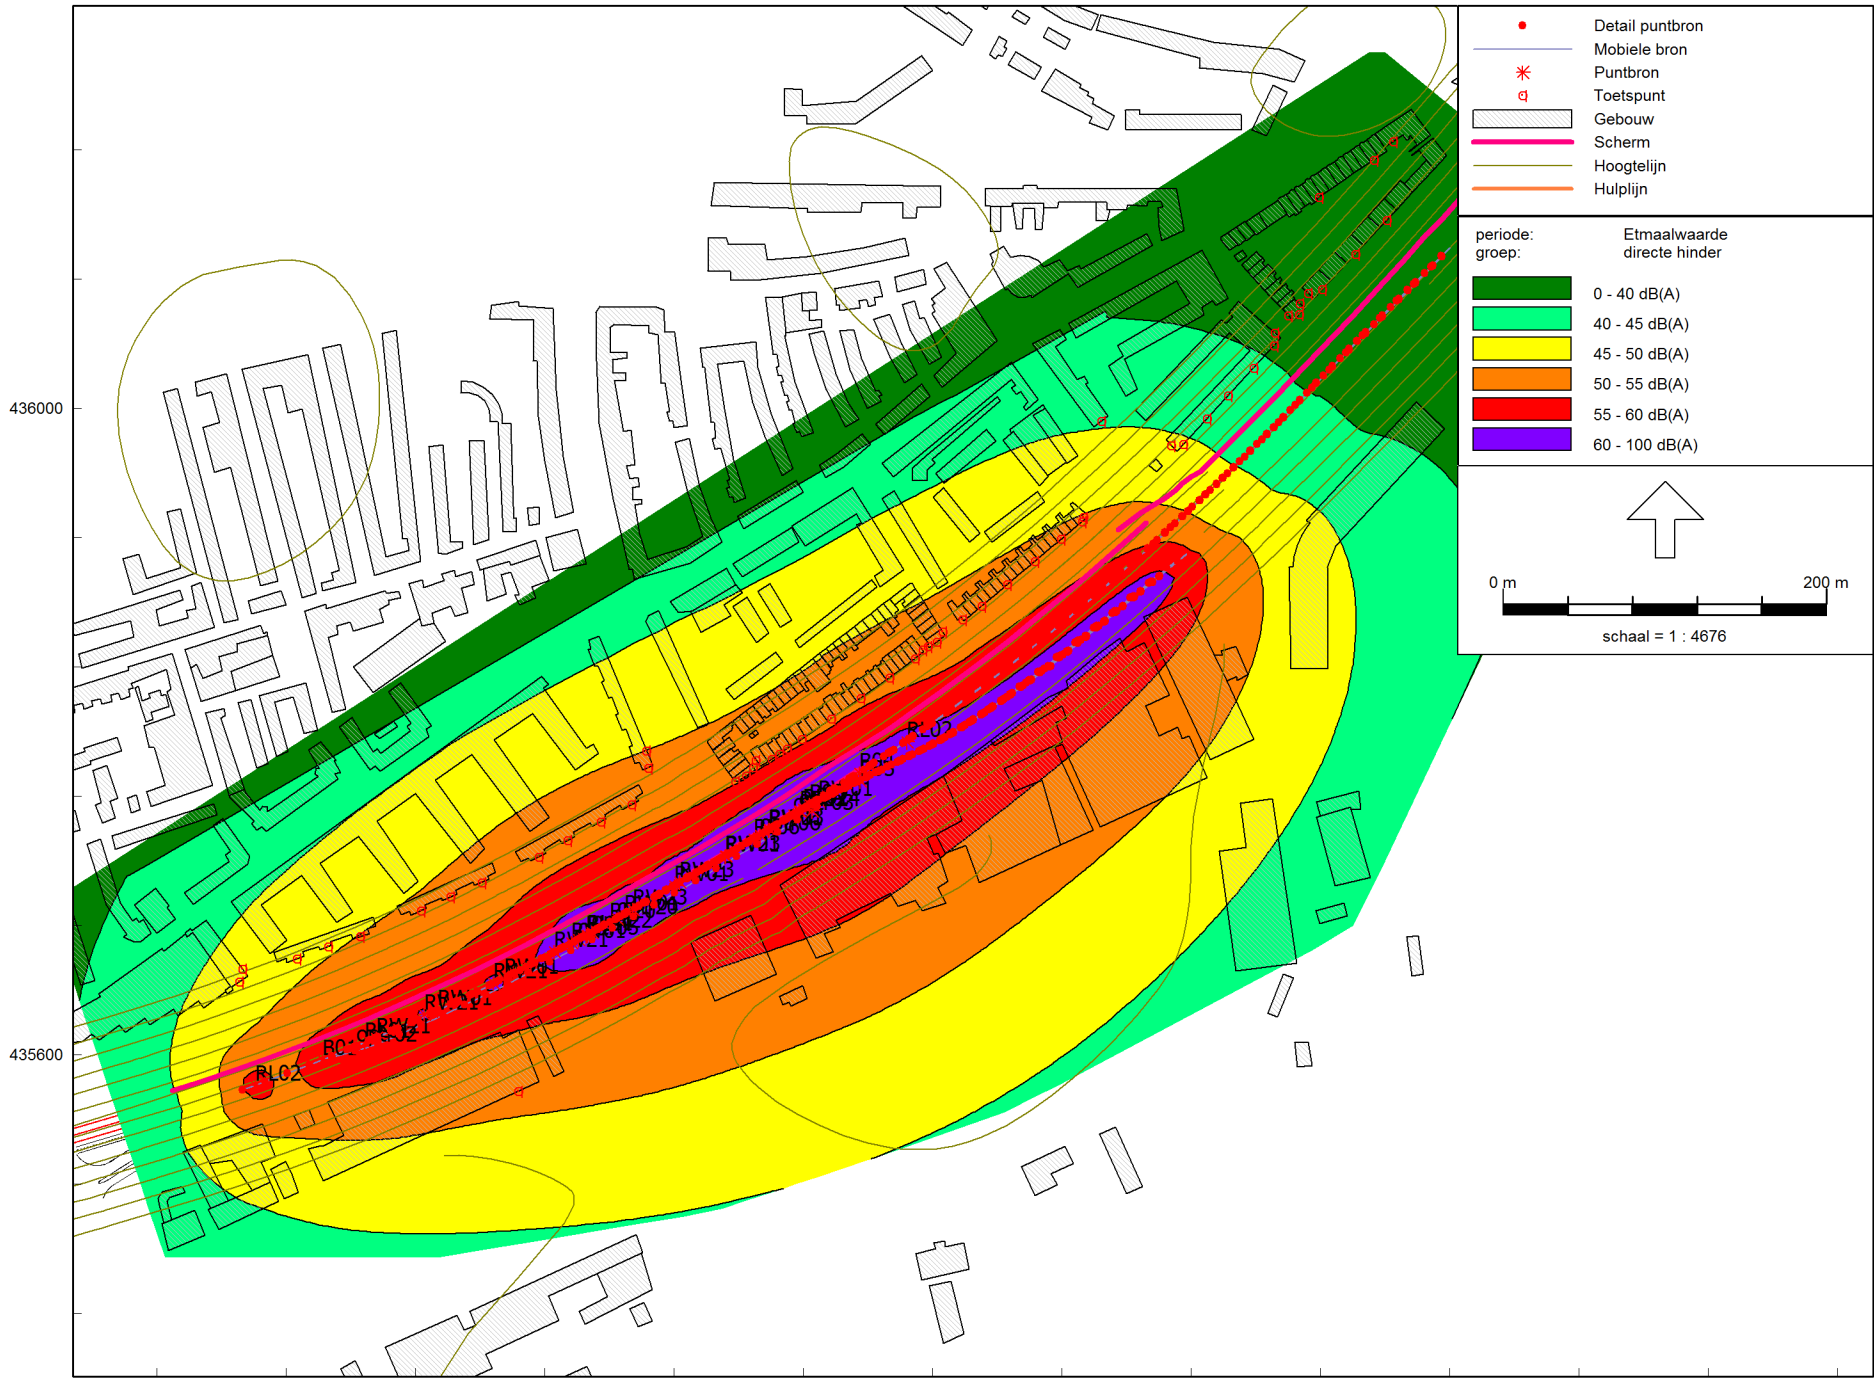 Detail puntbron
Mobiele bron
Puntbron
Toetspunt
Gebouw
Scherm
Hoogtelijn
Hulplijn
periode: Etmaalwaarde
groep: directe hinder
0 - 40 dB(A)
40 - 45 dB(A)
45 - 50 dB(A)
50 - 55 dB(A)
55 - 60 dB(A)
60 - 100 dB(A)
0 m 200 m
schaal = 1 : 4676
436000
435600
RL02
RL02